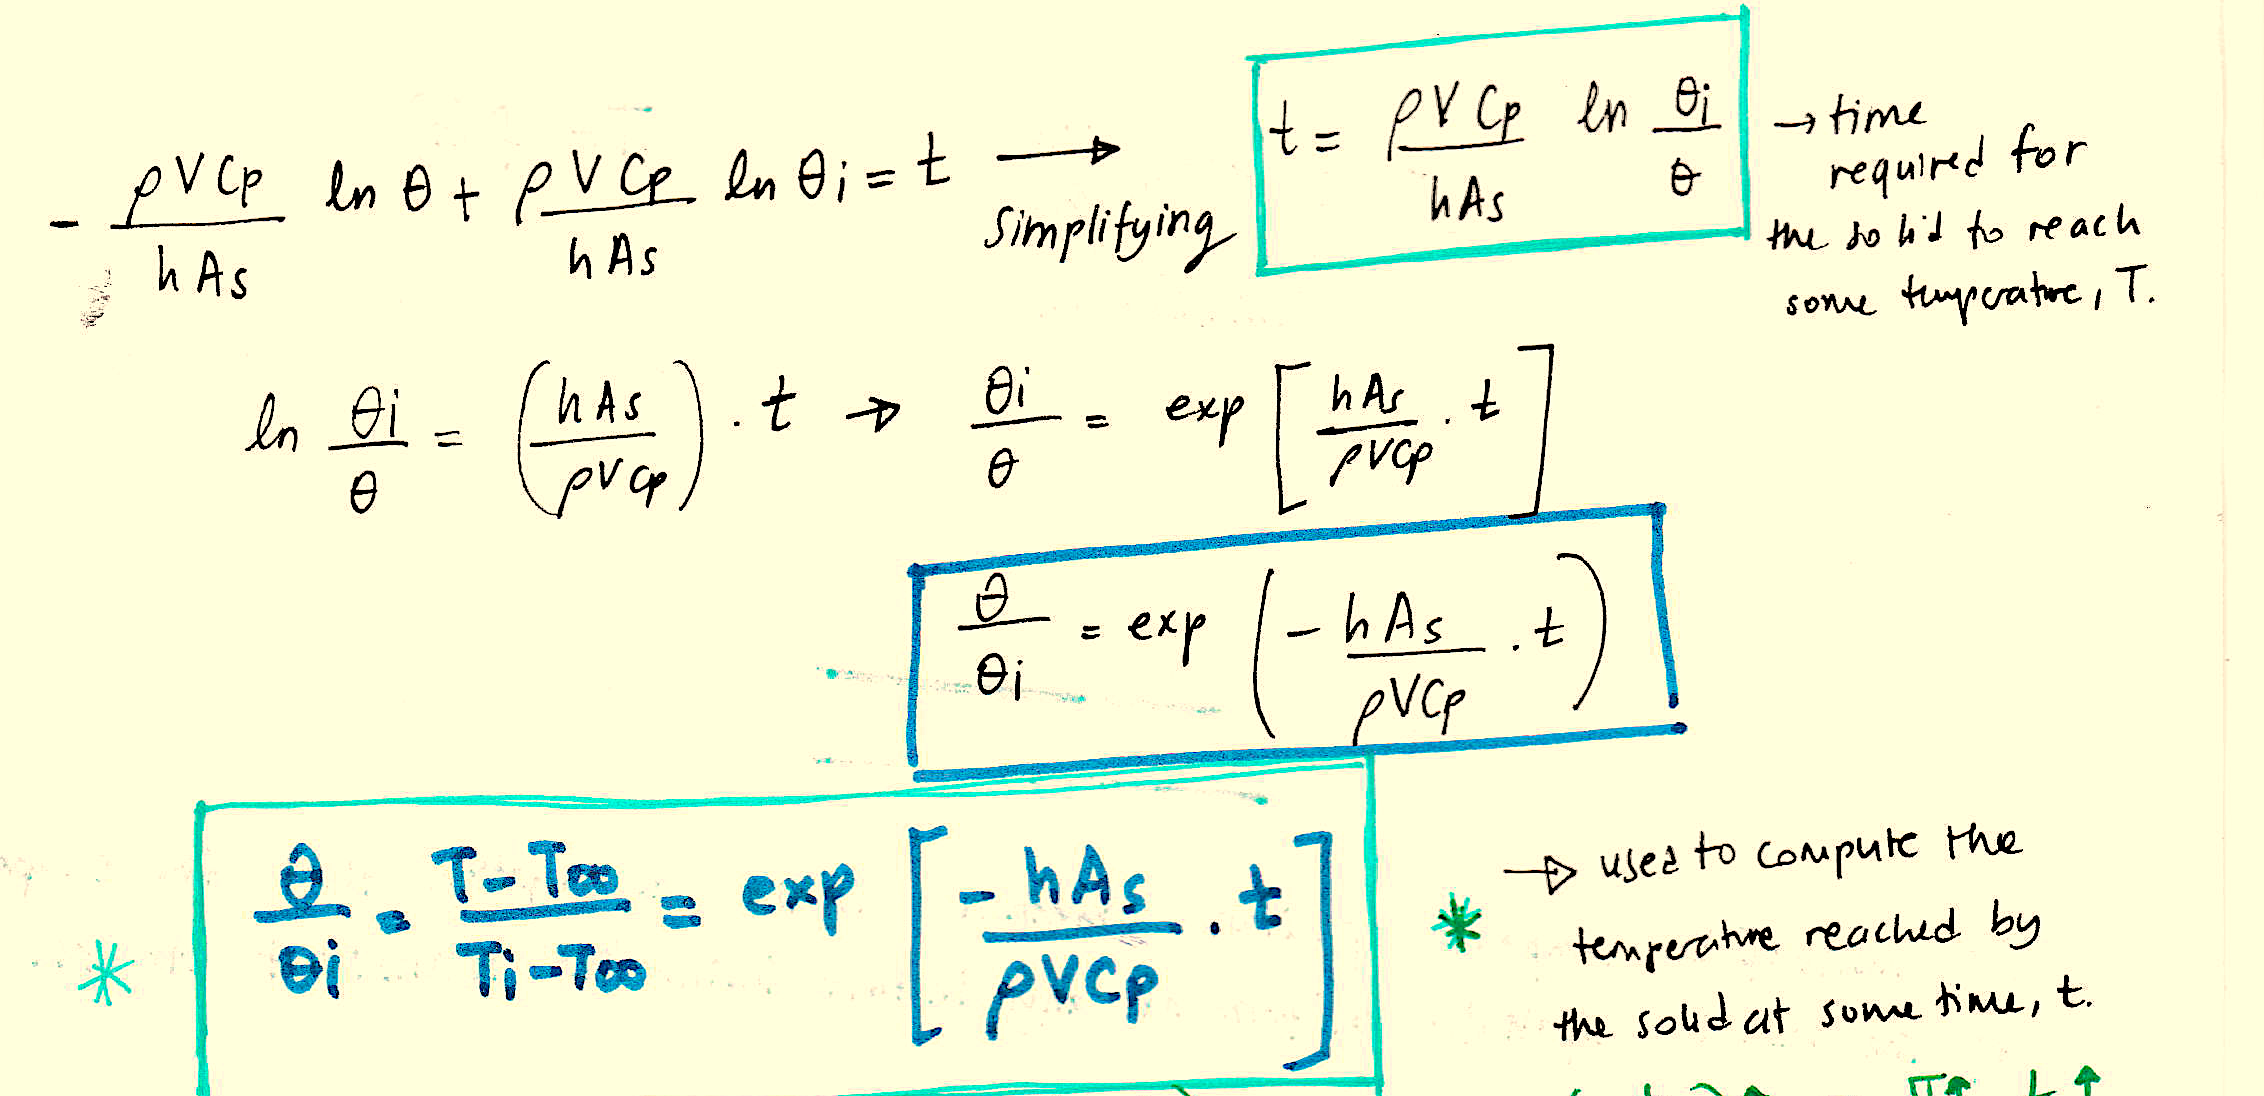 - ρVCp/hAs ln θ + ρVCp/hAs ln θi = t → Simplifying
t = ρVCp/hAs ln θi/θ → time
required for
the solid to reach
some temperature, T.
ln θi/θ = (hAs/ρVCp) . t → θi/θ = exp [hAs/ρVCp . t]
θ/θi = exp (-hAs/ρVCp . t)
* θ/θi = T-T∞/Ti-T∞ = exp [-hAs/ρVCp . t]
* → used to compute the
temperature reached by
the solid at some time, t.